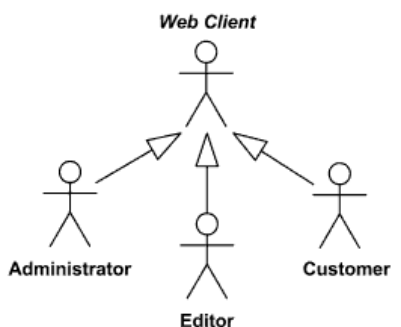 Web Client
Administrator
Customer
Editor